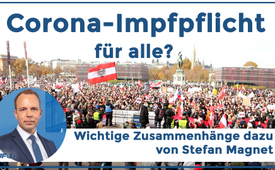 Corona-Impfpflicht
für alle?
Wichtige Zusammenhänge dazu
von Stefan Magnet